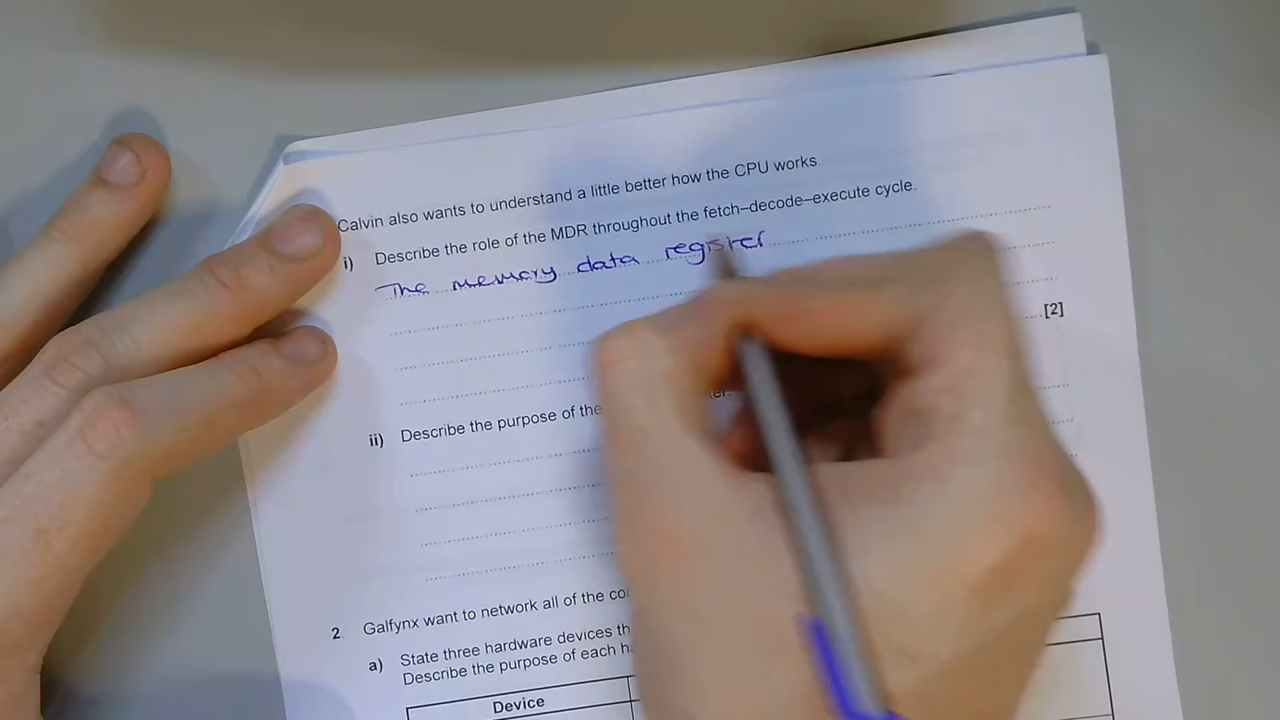 Calvin also wants to understand a little better how the CPU works
i) Describe the role of the MDR throughout the fetch–decode–execute cycle.
The memory data register
[2]
ii) Describe the purpose of the
2. Galfynx want to network all of the
a) State three hardware devices
Describe the purpose of each
Device